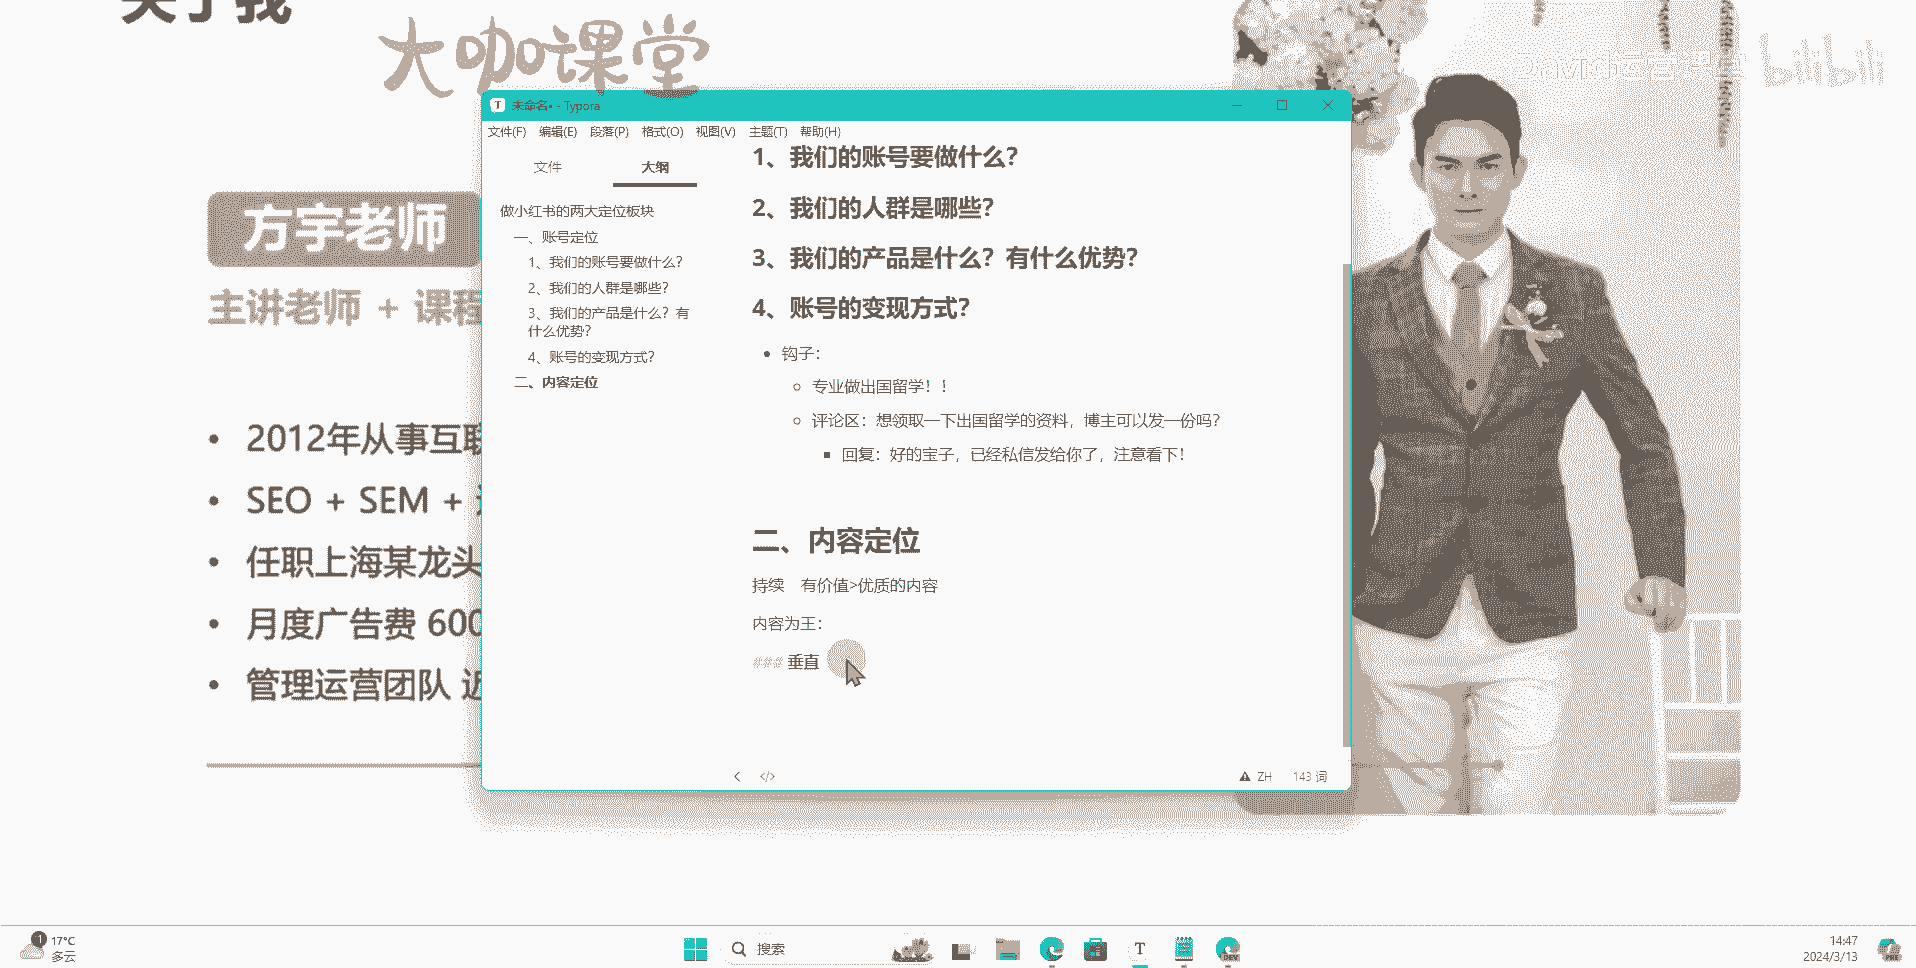 关于我
大咖课堂
David运营课堂 bilibili
未命名• - Typora
文件(F) 编辑(E) 段落(P) 格式(O) 视图(V) 主题(T) 帮助(H)
文件 大纲
做小红书的两大定位板块
一、账号定位
1、我们的账号要做什么？
2、我们的人群是哪些？
3、我们的产品是什么？有
什么优势？
4、账号的变现方式？
二、内容定位
1、我们的账号要做什么？
2、我们的人群是哪些？
3、我们的产品是什么？有什么优势？
4、账号的变现方式？
钩子：
专业做出国留学！！
评论区：想领取一下出国留学的资料，博主可以发一份吗？
回复：好的宝子，已经私信发给你了，注意看下！
二、内容定位
持续 有价值>优质的内容
内容为王：
### 垂直
ZH 143 词
方宇老师
主讲老师 + 课程
2012年从事互联
SEO + SEM +
任职上海某龙头
月度广告费 600
管理运营团队 近
1
17°C
多云
搜索
T
DEV
14:47
2024/3/13
PRE